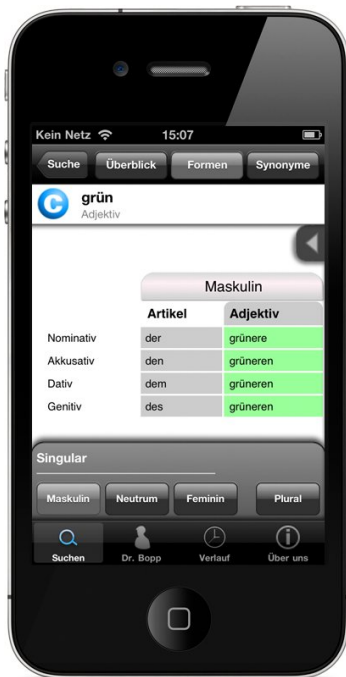 Kein Netz 15:07
Suche Überblick Formen Synonyme
C grün
Adjektiv
Maskulin
Artikel Adjektiv
Nominativ der grünere
Akkusativ den grüneren
Dativ dem grüneren
Genitiv des grüneren
Singular
Maskulin Neutrum Feminin Plural
Suchen Dr. Bopp Verlauf Über uns